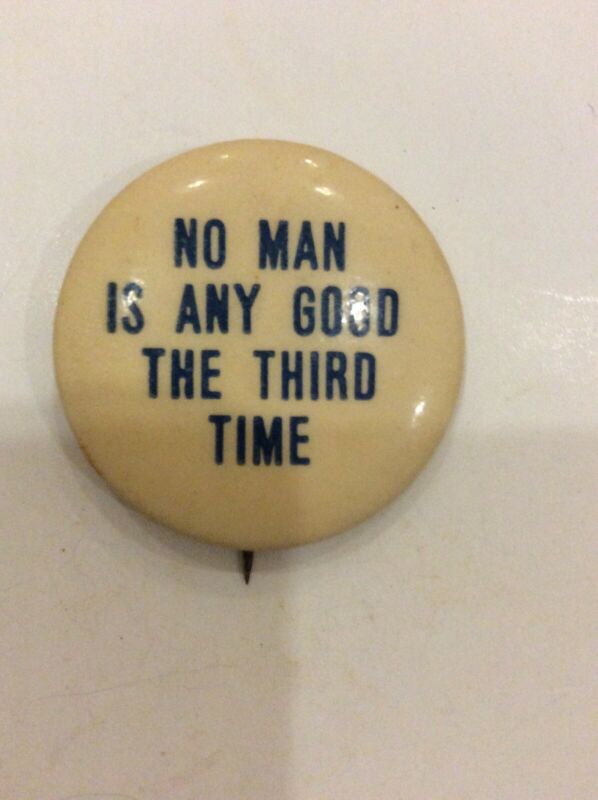 NO MAN
IS ANY GOOD
THE THIRD
TIME